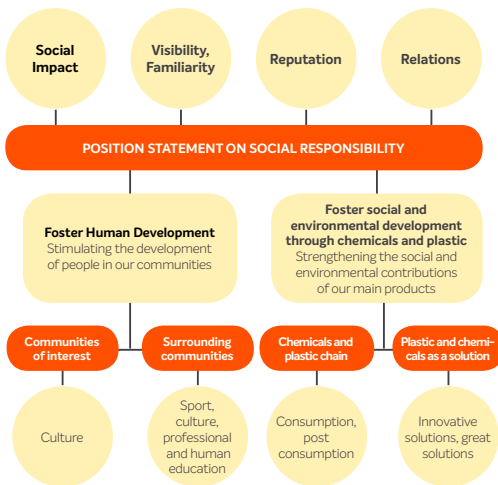 Social
Impact
Visibility,
Familiarity
Reputation
Relations
POSITION STATEMENT ON SOCIAL RESPONSIBILITY
Foster Human Development
Stimulating the development
of people in our communities
Foster social and
environmental development
through chemicals and plastic
Strengthening the social and
environmental contributions
of our main products
Communities
of interest
Surrounding
communities
Chemicals and
plastic chain
Plastic and chemi-
cals as a solution
Culture
Sport,
culture,
professional
and human
education
Consumption,
post
consumption
Innovative
solutions, great
solutions